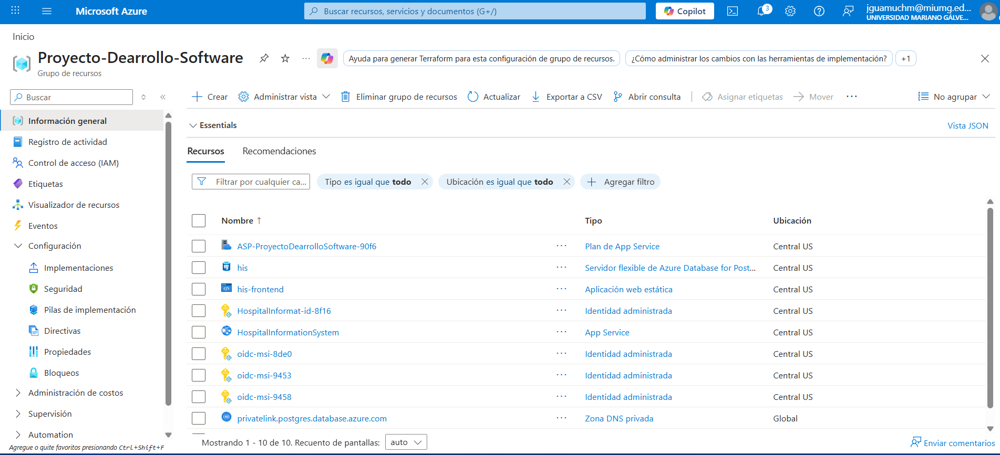 Microsoft Azure
Buscar recursos, servicios y documentos (G+/)
Copilot
3
jguamuchm@miumg.ed...
UNIVERSIDAD MARIANO GÁLVE...
Inicio
Proyecto-Dearrollo-Software
Grupo de recursos
Ayuda para generar Terraform para esta configuración de grupo de recursos.
¿Cómo administrar los cambios con las herramientas de implementación?
+1
Buscar
Crear
Administrar vista
Eliminar grupo de recursos
Actualizar
Exportar a CSV
Abrir consulta
Asignar etiquetas
Mover
No agrupar
Información general
Registro de actividad
Control de acceso (IAM)
Etiquetas
Visualizador de recursos
Eventos
Configuración
Implementaciones
Seguridad
Pilas de implementación
Directivas
Propiedades
Bloqueos
Administración de costos
Supervisión
Automation
Agregue o quite favoritos presionando Ctrl+Shift+F
Essentials
Vista JSON
Recursos Recomendaciones
Filtrar por cualquier ca...
Tipo es igual que todo
Ubicación es igual que todo
Agregar filtro
Nombre ↑ Tipo Ubicación
ASP-ProyectoDearrolloSoftware-90f6 ... Plan de App Service Central US
his ... Servidor flexible de Azure Database for Post... Central US
his-frontend ... Aplicación web estática Central US
HospitalInformat-id-8f16 ... Identidad administrada Central US
HospitalInformationSystem ... App Service Central US
oidc-msi-8de0 ... Identidad administrada Central US
oidc-msi-9453 ... Identidad administrada Central US
oidc-msi-9458 ... Identidad administrada Central US
privatelink.postgres.database.azure.com ... Zona DNS privada Global
Mostrando 1 - 10 de 10. Recuento de pantallas: auto
Enviar comentarios